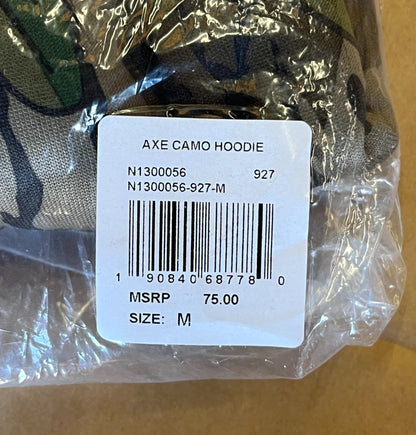 AXE CAMO HOODIE
N1300056 927
N1300056-927-M
1 90840 68778 0
MSRP 75.00
SIZE: M